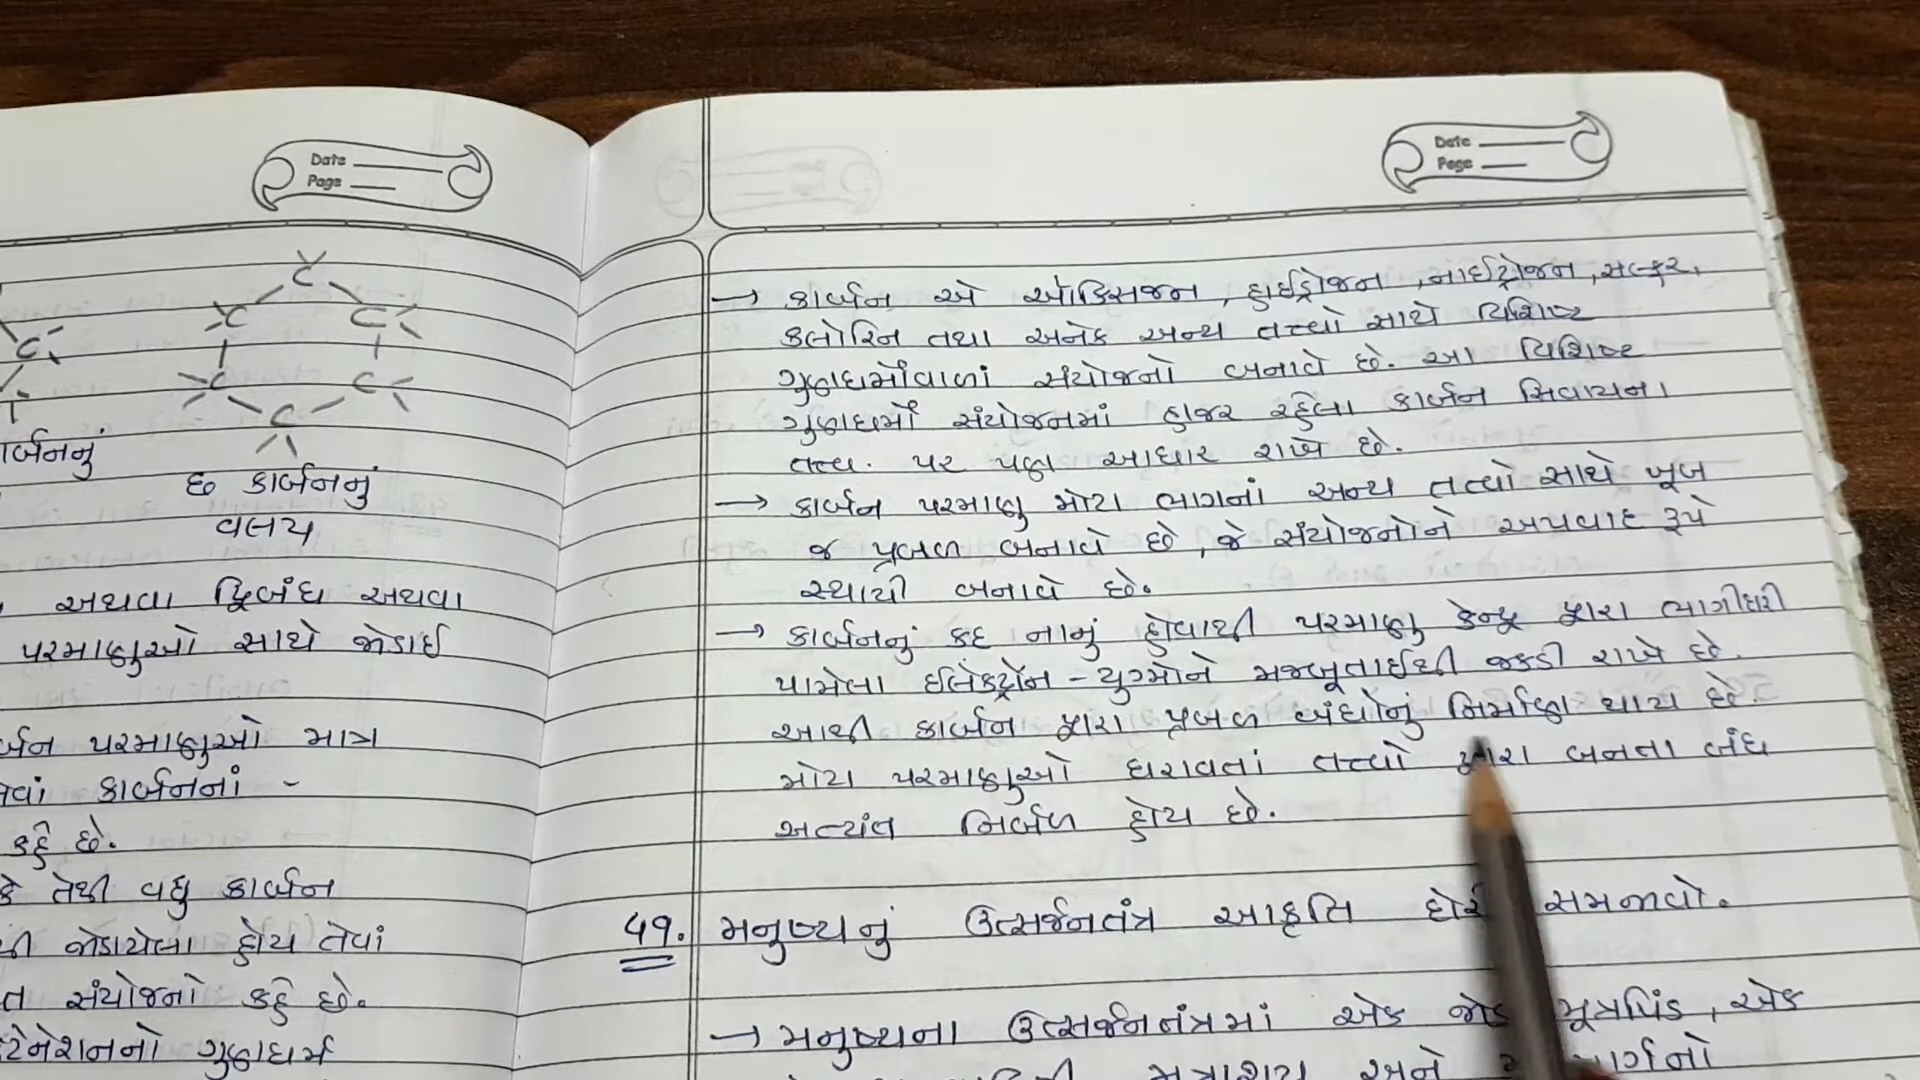 Date
Page
C
C
C
C
C
C
C
ર્બનનું
છ કાર્બનનું
વલય
અથવા દ્વિબંધ અથવા
પરમાણુઓ સાથે જોડાઈ
ર્બન પરમાણુઓ માત્ર
તેવાં કાર્બનનાં -
કહે છે.
કે તેથી વધુ કાર્બન
થી જોડાયેલા હોય તેવાં
ત સંયોજનો કહે છે.
ટેનેશનનો ગુણધર્મ
Date
Page
→ કાર્બન એ ઓક્સિજન, હાઈડ્રોજન, નાઈટ્રોજન, સલ્ફર,
ક્લોરિન તથા અનેક અન્ય તત્ત્વો સાથે વિશિષ્ટ
ગુણધર્મોવાળાં સંયોજનો બનાવે છે. આ વિશિષ્ટ
ગુણધર્મો સંયોજનમાં હાજર રહેલા કાર્બન સિવાયના
તત્ત્વ. પર પણ આધાર રાખે છે.
→ કાર્બન પરમાણુ મોટા ભાગનાં અન્ય તત્ત્વો સાથે ખૂબ
જ પ્રબળ બનાવે છે, જે સંયોજનોને અપવાદ રૂપે
સ્થાયી બનાવે છે.
→ કાર્બનનું કદ નાનું હોવાથી પરમાણુ કેન્દ્ર દ્વારા ભાગીદારી
પામેલા ઈલેક્ટ્રોન - યુગ્મોને મજબૂતાઈથી જકડી રાખે છે.
આથી કાર્બન દ્વારા પ્રબળ બંધોનું નિર્માણ થાય છે.
મોટા પરમાણુઓ ધરાવતાં તત્ત્વો દ્વારા બનતા બંધ
અત્યંત નિર્બળ હોય છે.
૫૧. મનુષ્યનું ઉત્સર્જનતંત્ર આકૃતિ દોરી સમજાવો.
→ મનુષ્યના ઉત્સર્જનતંત્રમાં એક જોડ મૂત્રપિંડ, એક
મૂત્રાશય અને